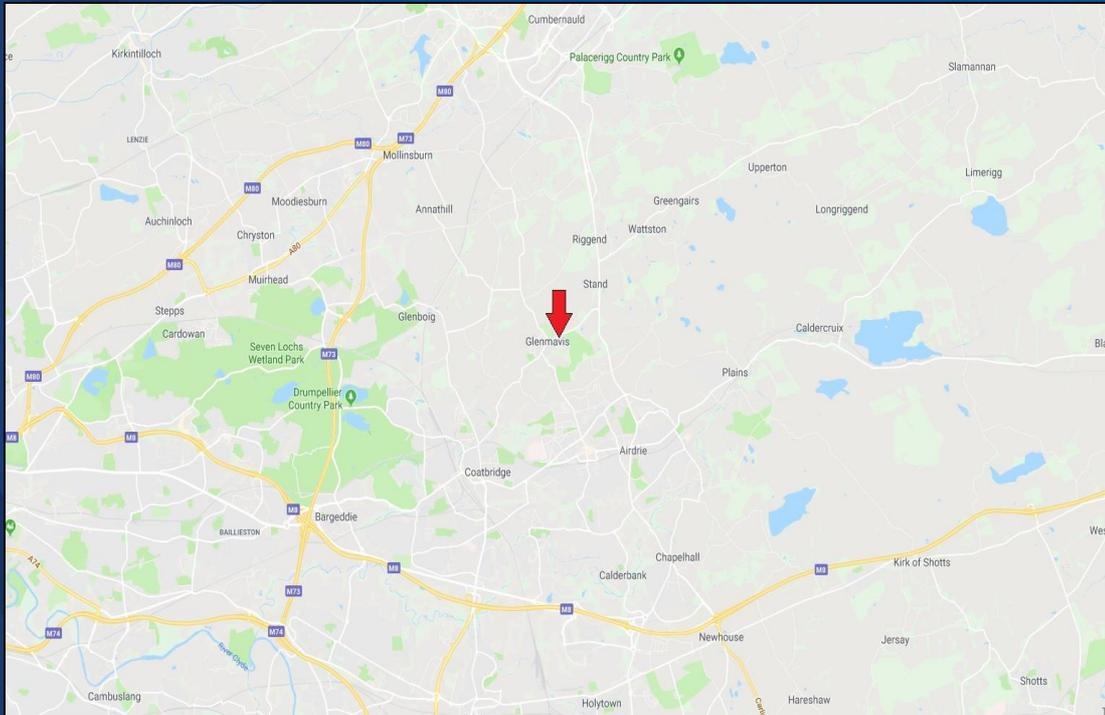 Cumbernauld
Kirkintilloch
Palacerigg Country Park
Slamannan
M80
LENZIE
M73
M80
Mollinsburn
Upperton
Limerigg
M80
Moodiesburn
Greengairs
Annathill
Longriggend
Auchinloch
Wattston
Chryston
Riggend
A80
M80
Muirhead
Stand
Stepps
Glenboig
Caldercruix
Cardowan
Glenmavis
Seven Lochs
Wetland Park
M73
Plains
M80
Drumpellier
Country Park
M8
M8
Airdrie
Coatbridge
M8
Bargeddie
BAILLIESTON
Chapelhall
A74
Kirk of Shotts
M8
M8
Calderbank
M73
M8
M74
M74
Newhouse
Jersay
River Clyde
Shotts
Cambuslang
Hareshaw
Holytown